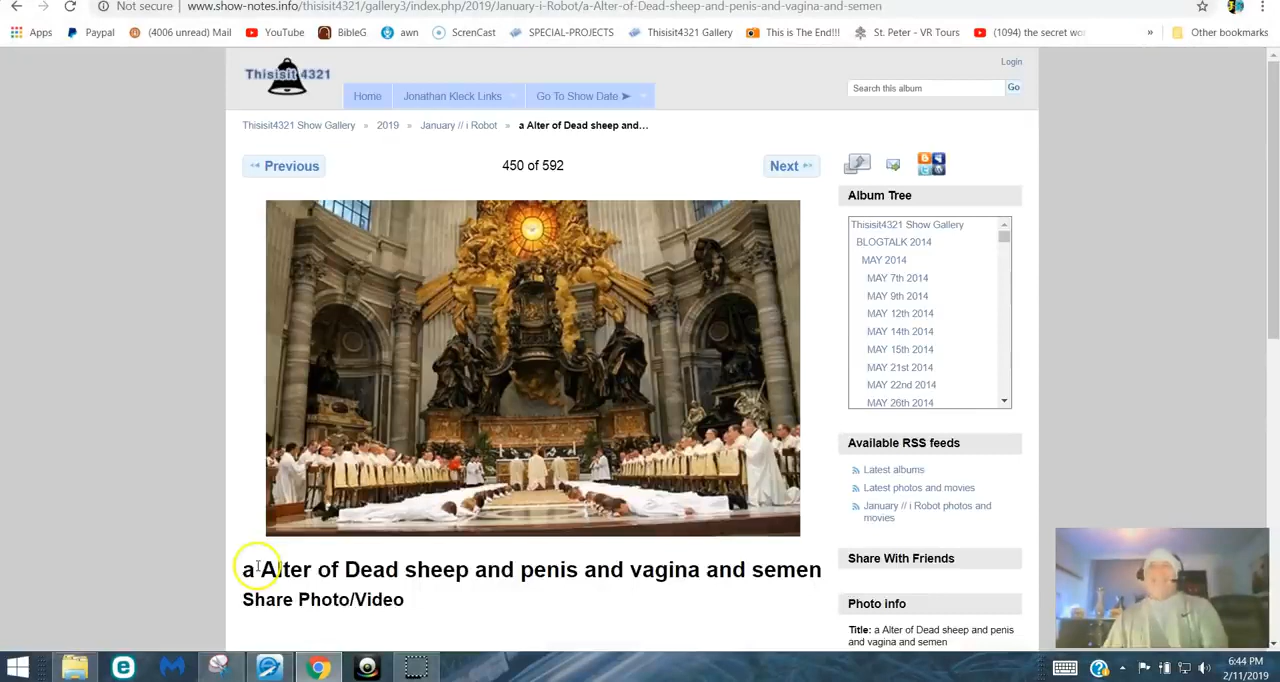 Not secure | www.show-notes.info/thisisit4321/gallery3/index.php/2019/January-i-Robot/a-Alter-of-Dead-sheep-and-penis-and-vagina-and-semen
Apps Paypal (4006 unread) Mail YouTube BibleG awn ScrenCast SPECIAL-PROJECTS Thisisit4321 Gallery This is The End!!! St. Peter - VR Tours (1094) the secret wo » Other bookmarks
Thisisit 4321
Login
Home Jonathan Kleck Links Go To Show Date ➤
Search this album Go
Thisisit4321 Show Gallery » 2019 » January // i Robot » a Alter of Dead sheep and...
Previous 450 of 592 Next
Album Tree
Thisisit4321 Show Gallery
BLOGTALK 2014
MAY 2014
MAY 7th 2014
MAY 9th 2014
MAY 12th 2014
MAY 14th 2014
MAY 15th 2014
MAY 21st 2014
MAY 22nd 2014
MAY 26th 2014
Available RSS feeds
Latest albums
Latest photos and movies
January // i Robot photos and
movies
a Alter of Dead sheep and penis and vagina and semen
Share Photo/Video
Share With Friends
Photo info
Title: a Alter of Dead sheep and penis
and vagina and semen
6:44 PM
2/11/2019